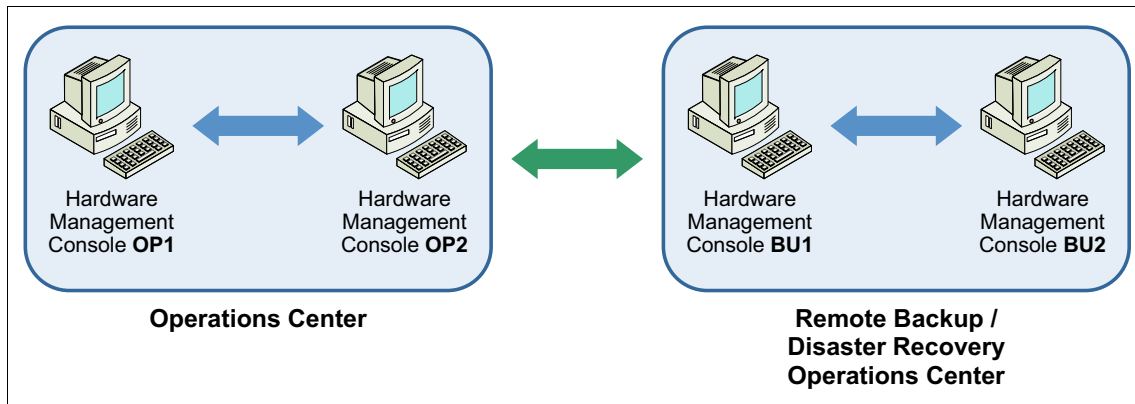 Hardware
Management
Console OP1
Hardware
Management
Console OP2
Operations Center
Hardware
Management
Console BU1
Hardware
Management
Console BU2
Remote Backup /
Disaster Recovery
Operations Center